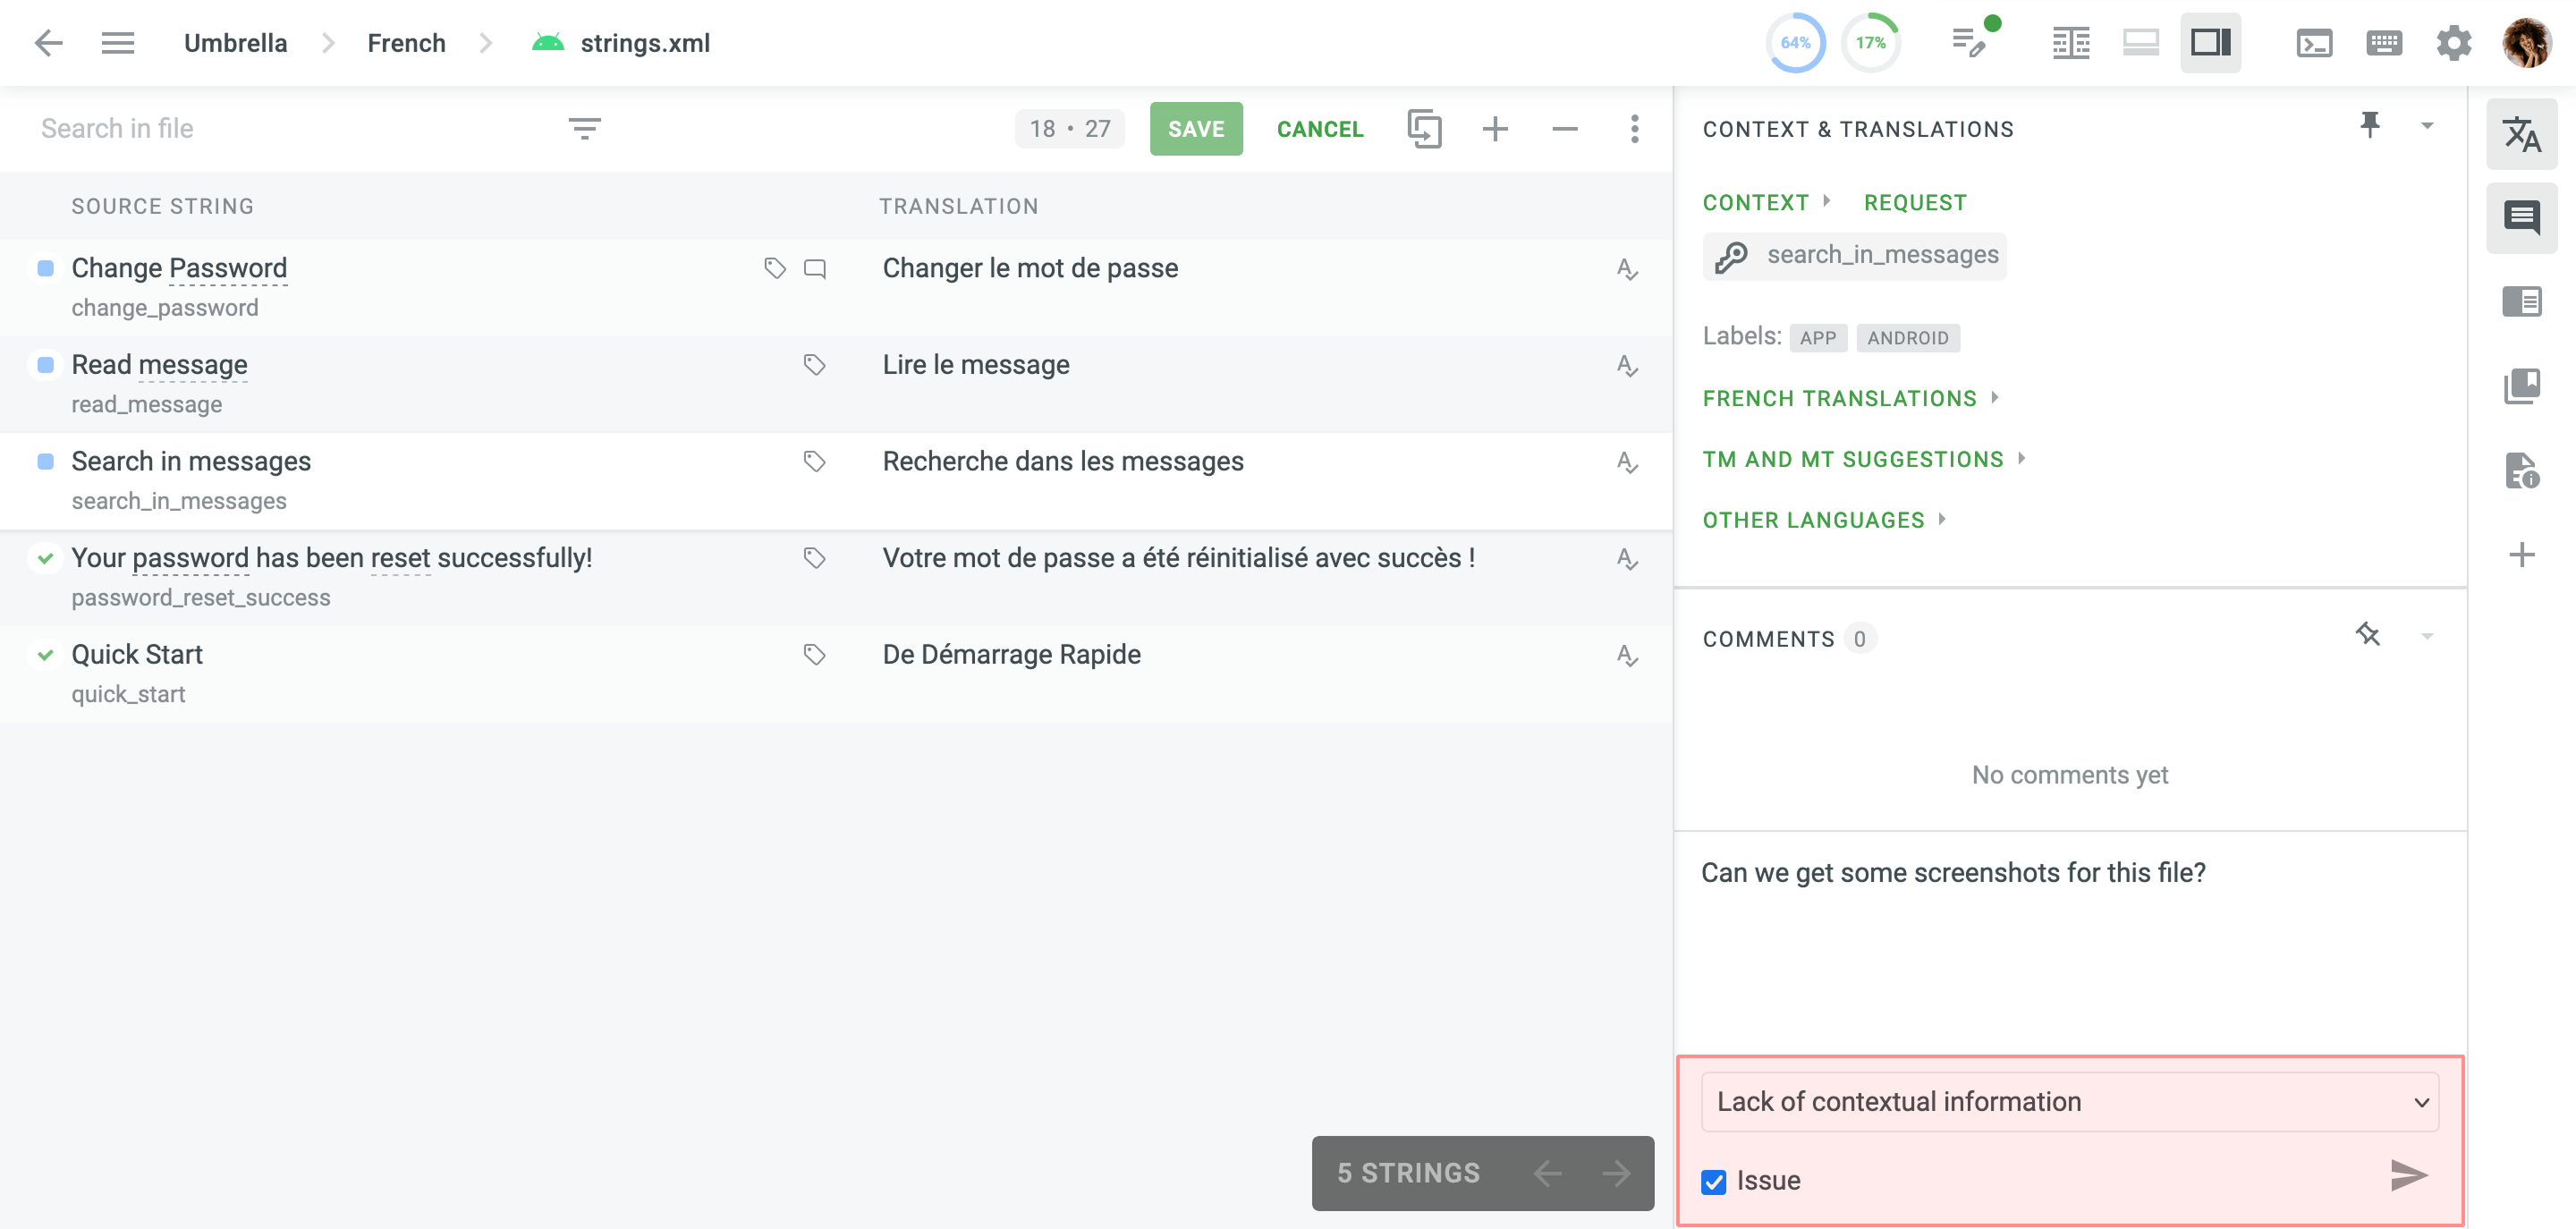 Umbrella French strings.xml 64% 17%
Search in file 18 • 27 SAVE CANCEL
SOURCE STRING TRANSLATION
Change Password Changer le mot de passe
change_password
Read message Lire le message
read_message
Search in messages Recherche dans les messages
search_in_messages
Your password has been reset successfully! Votre mot de passe a été réinitialisé avec succès !
password_reset_success
Quick Start De Démarrage Rapide
quick_start
5 STRINGS
CONTEXT & TRANSLATIONS
CONTEXT REQUEST
search_in_messages
Labels: APP ANDROID
FRENCH TRANSLATIONS
TM AND MT SUGGESTIONS
OTHER LANGUAGES
COMMENTS 0
No comments yet
Can we get some screenshots for this file?
Lack of contextual information
Issue